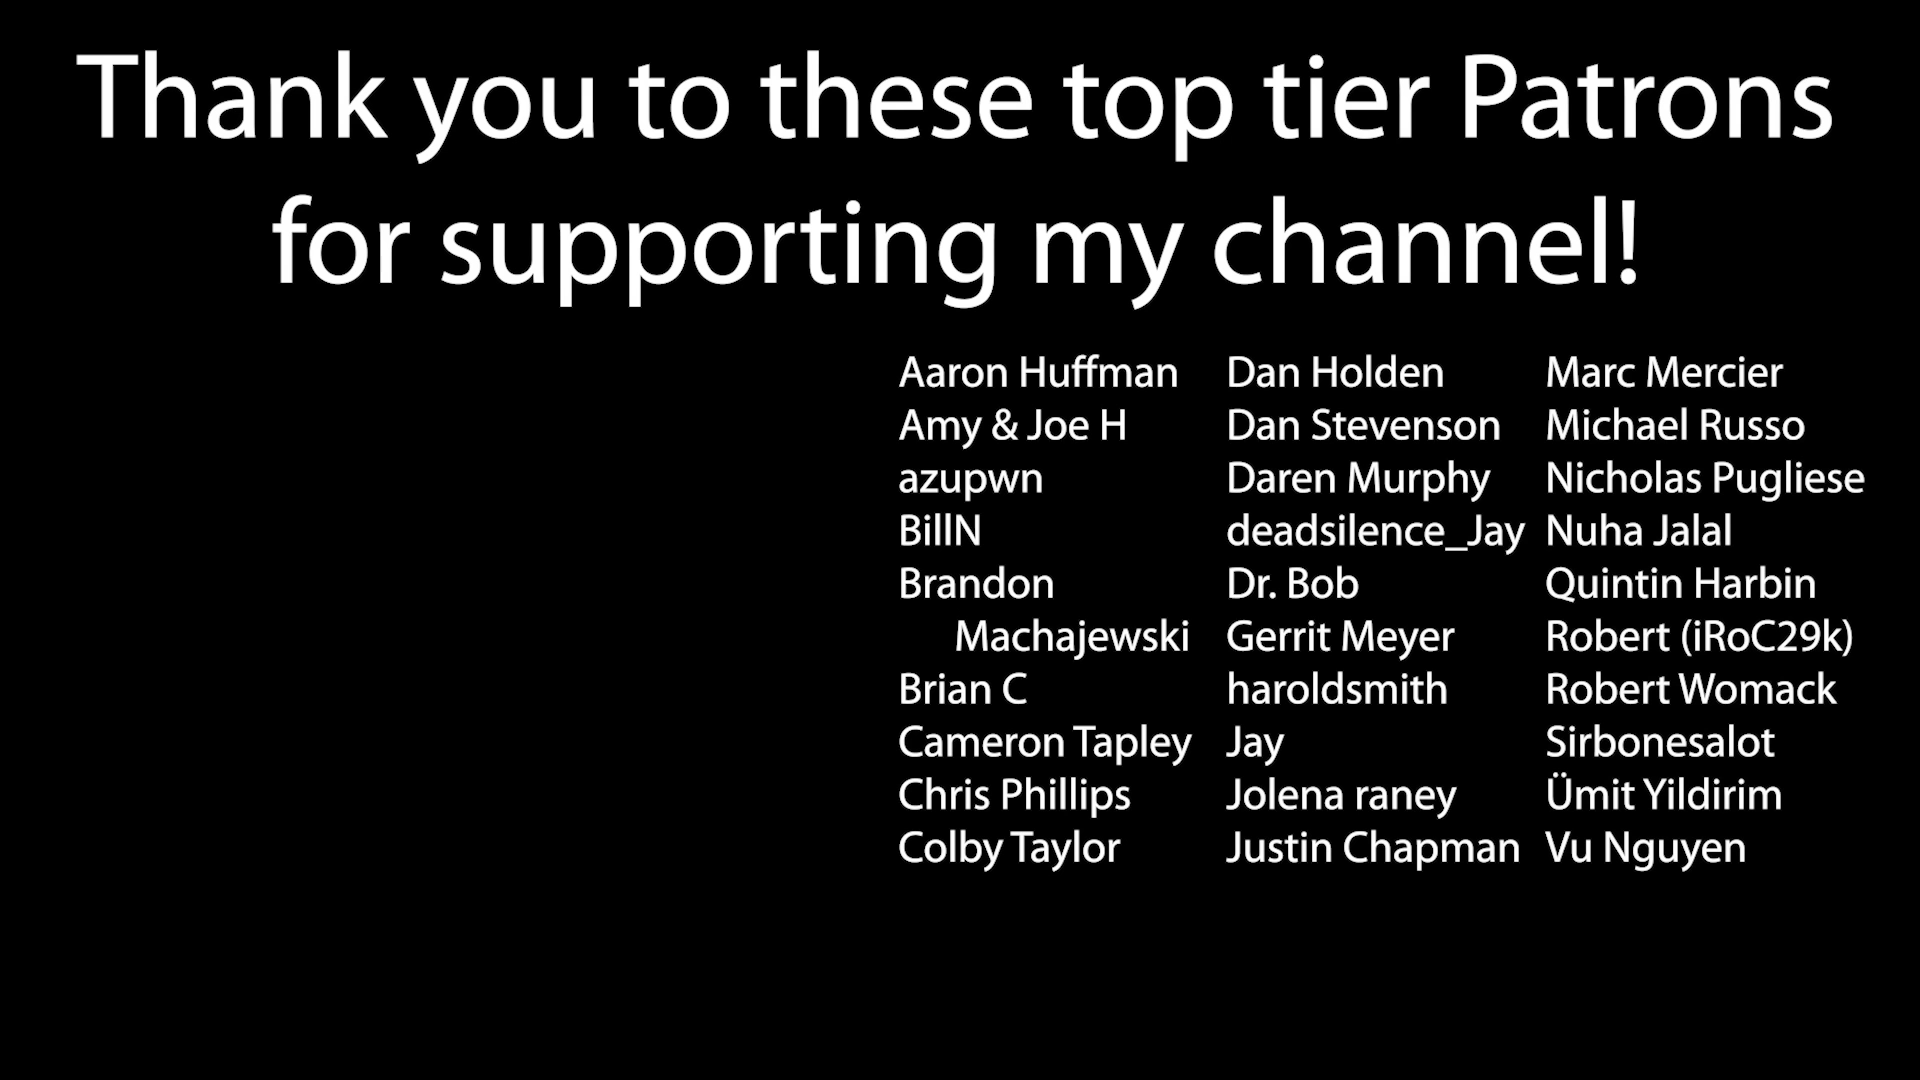 Thank you to these top tier Patrons
for supporting my channel!
Aaron Huffman
Amy & Joe H
azupwn
BillN
Brandon
Machajewski
Brian C
Cameron Tapley
Chris Phillips
Colby Taylor
Dan Holden
Dan Stevenson
Daren Murphy
deadsilence_Jay
Dr. Bob
Gerrit Meyer
haroldsmith
Jay
Jolena raney
Justin Chapman
Marc Mercier
Michael Russo
Nicholas Pugliese
Nuha Jalal
Quintin Harbin
Robert (iRoC29k)
Robert Womack
Sirbonesalot
Ümit Yildirim
Vu Nguyen